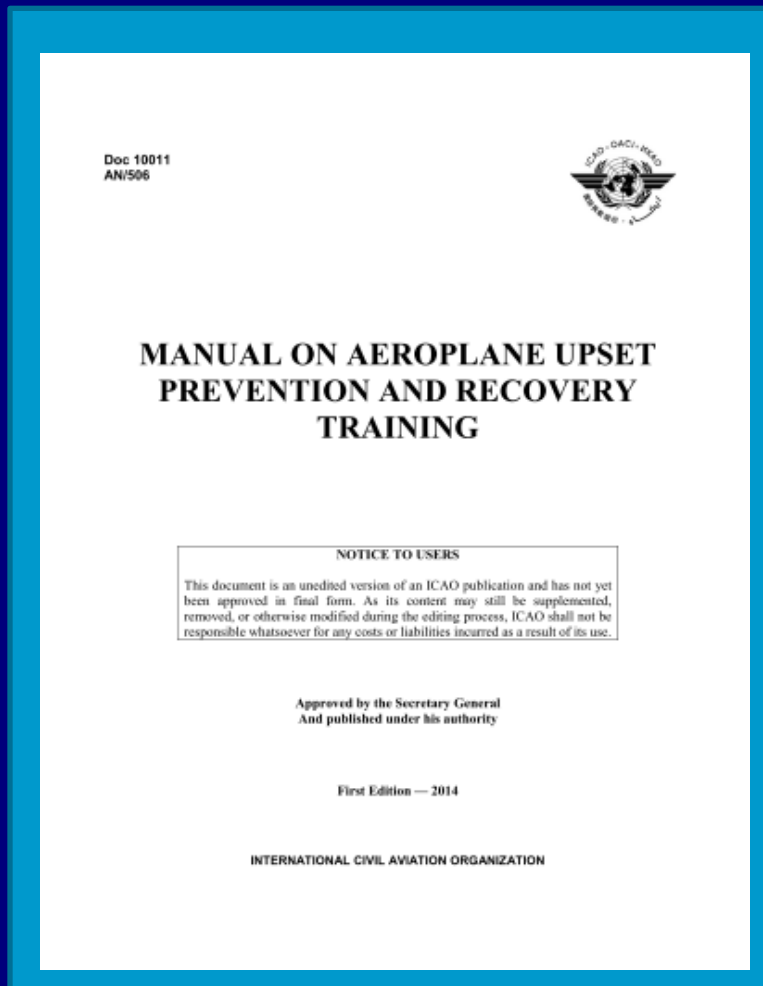 Doc 10011
AN/506
ICAO · OACI · ИКАО
MANUAL ON AEROPLANE UPSET
PREVENTION AND RECOVERY
TRAINING
NOTICE TO USERS
This document is an unedited version of an ICAO publication and has not yet
been approved in final form. As its content may still be supplemented,
removed, or otherwise modified during the editing process, ICAO shall not be
responsible whatsoever for any costs or liabilities incurred as a result of its use.
Approved by the Secretary General
And published under his authority
First Edition — 2014
INTERNATIONAL CIVIL AVIATION ORGANIZATION